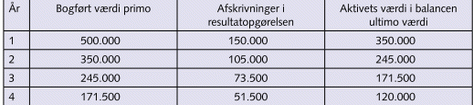 År Bogført værdi primo Afskrivninger i resultatopgørelsen Aktivets værdi i balancen ultimo værdi
1 500.000 150.000 350.000
2 350.000 105.000 245.000
3 245.000 73.500 171.500
4 171.500 51.500 120.000